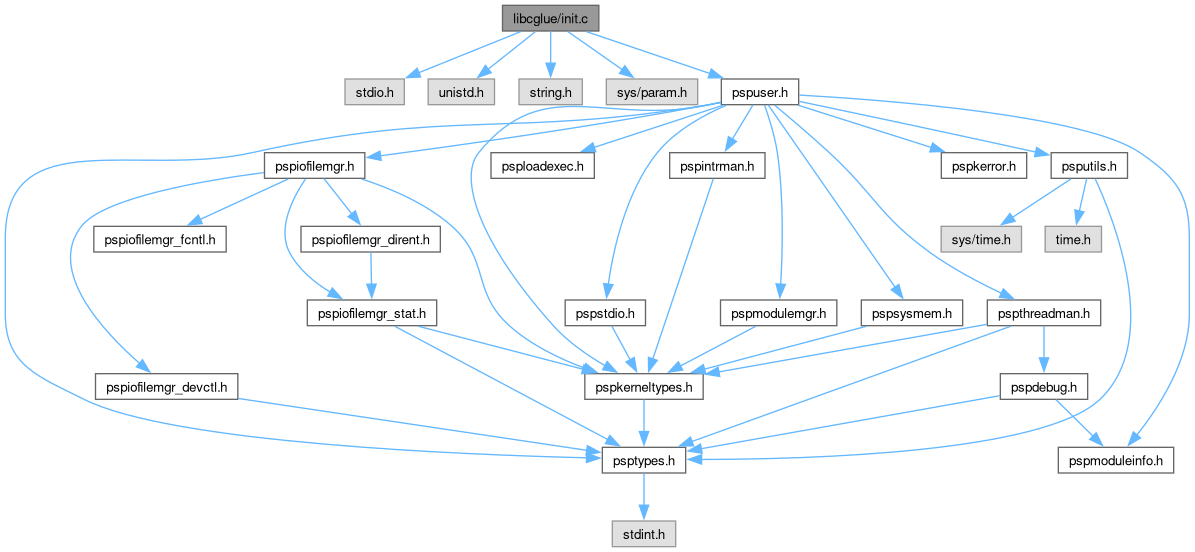 libcglue/init.c
stdio.h
unistd.h
string.h
sys/param.h
pspuser.h
pspiofilemgr.h
psploadexec.h
pspintrman.h
pspkerror.h
psputils.h
pspiofilemgr_fcntl.h
pspiofilemgr_dirent.h
sys/time.h
time.h
pspiofilemgr_stat.h
pspstdio.h
pspmodulemgr.h
pspsysmem.h
pspthreadman.h
pspiofilemgr_devctl.h
pspkerneltypes.h
pspdebug.h
psptypes.h
pspmoduleinfo.h
stdint.h